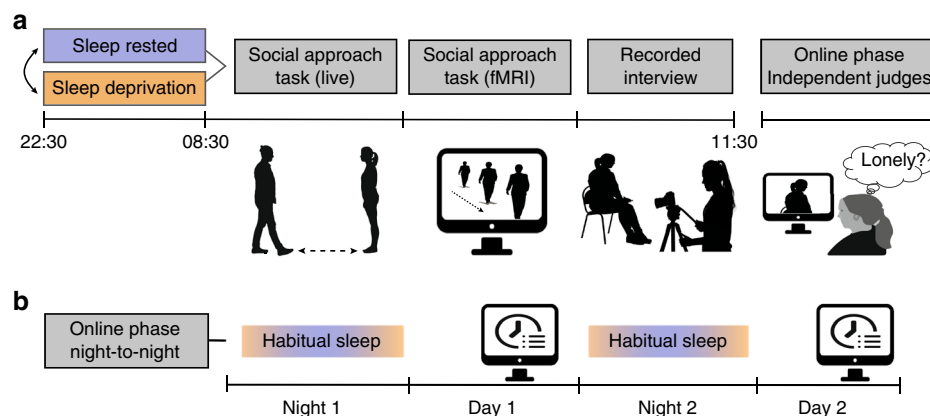 a
Sleep rested
Sleep deprivation
Social approach
task (live)
Social approach
task (fMRI)
Recorded
interview
Online phase
Independent judges
22:30
08:30
11:30
Lonely?
b
Online phase
night-to-night
Habitual sleep
Habitual sleep
Night 1
Day 1
Night 2
Day 2